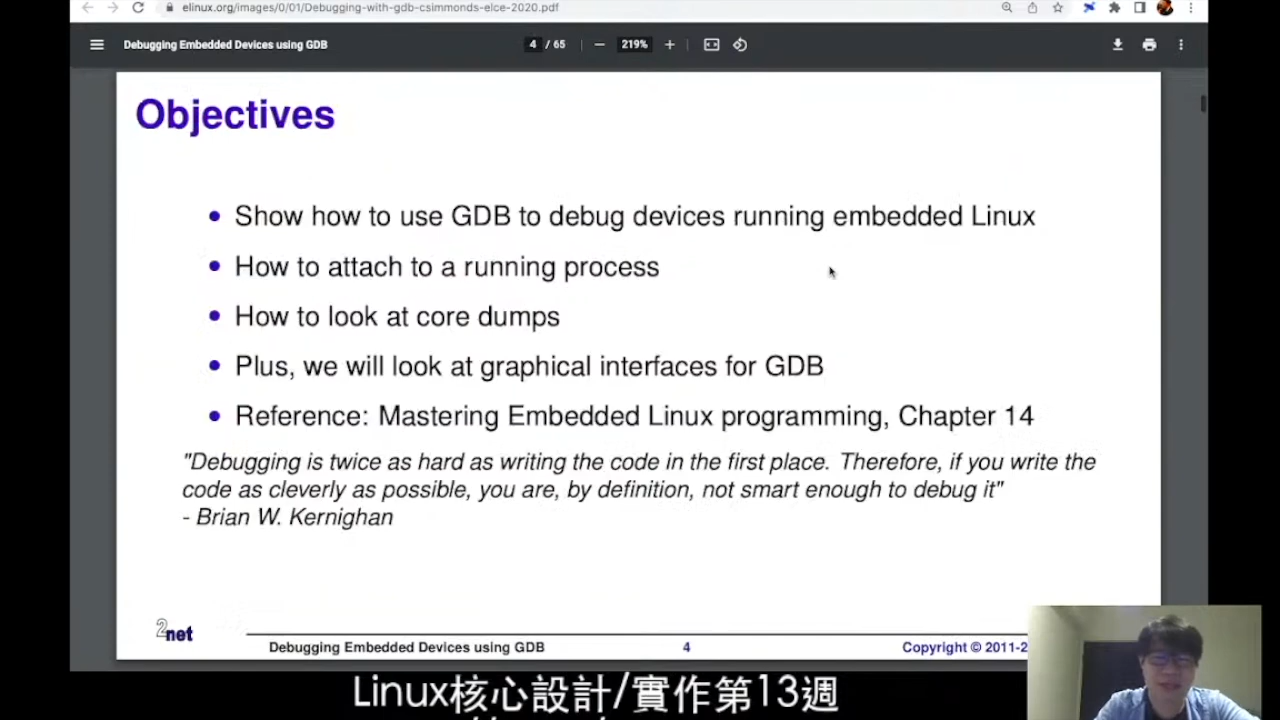 elinux.org/images/0/01/Debugging-with-gdb-csimmonds-elce-2020.pdf
Debugging Embedded Devices using GDB
4 / 65
219%
Objectives
Show how to use GDB to debug devices running embedded Linux
How to attach to a running process
How to look at core dumps
Plus, we will look at graphical interfaces for GDB
Reference: Mastering Embedded Linux programming, Chapter 14
"Debugging is twice as hard as writing the code in the first place. Therefore, if you write the
code as cleverly as possible, you are, by definition, not smart enough to debug it"
- Brian W. Kernighan
2net
Debugging Embedded Devices using GDB
4
Copyright © 2011-2
Linux核心設計/實作第13週